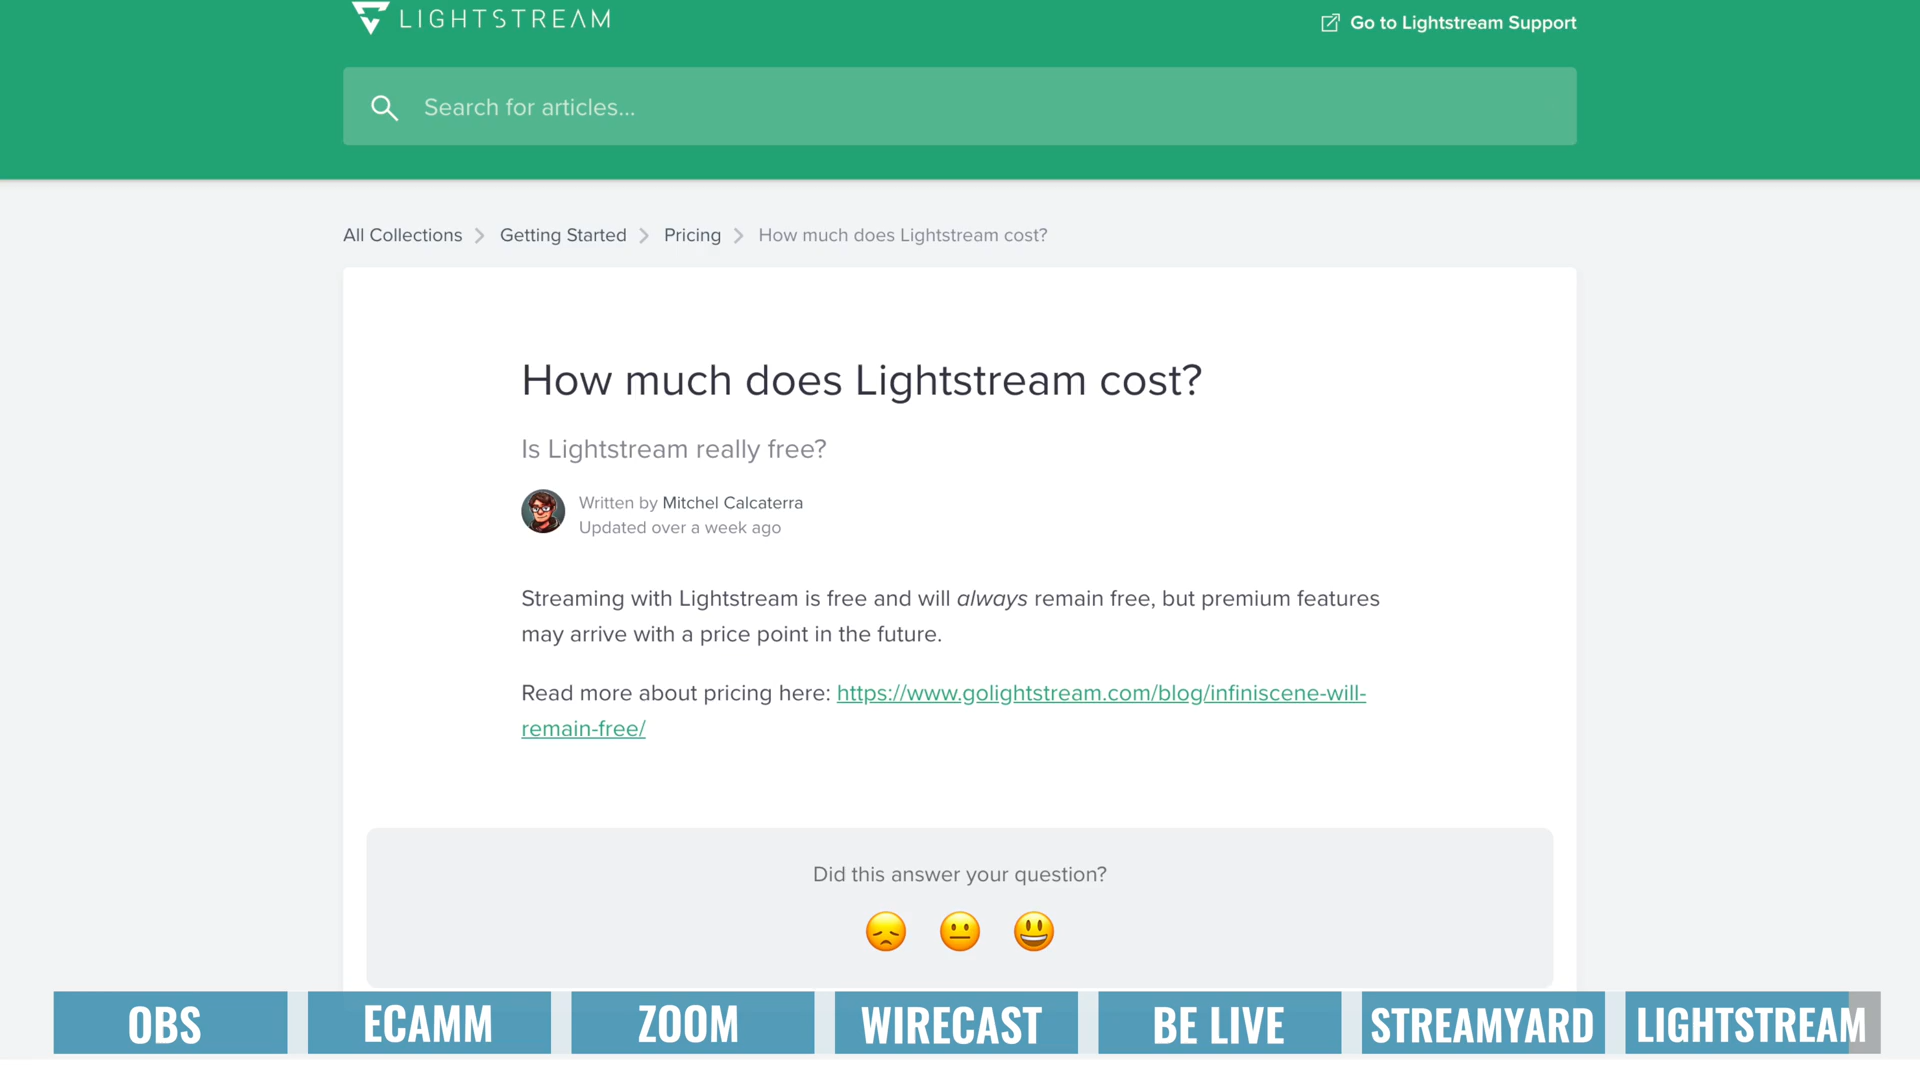 LIGHTSTREAM
Go to Lightstream Support
Search for articles...
All Collections
Getting Started
Pricing
How much does Lightstream cost?
How much does Lightstream cost?
Is Lightstream really free?
Written by Mitchel Calcaterra
Updated over a week ago
Streaming with Lightstream is free and will always remain free, but premium features
may arrive with a price point in the future.
Read more about pricing here: https://www.golightstream.com/blog/infiniscene-will-
remain-free/
Did this answer your question?
OBS
ECAMM
ZOOM
WIRECAST
BE LIVE
STREAMYARD
LIGHTSTREAM